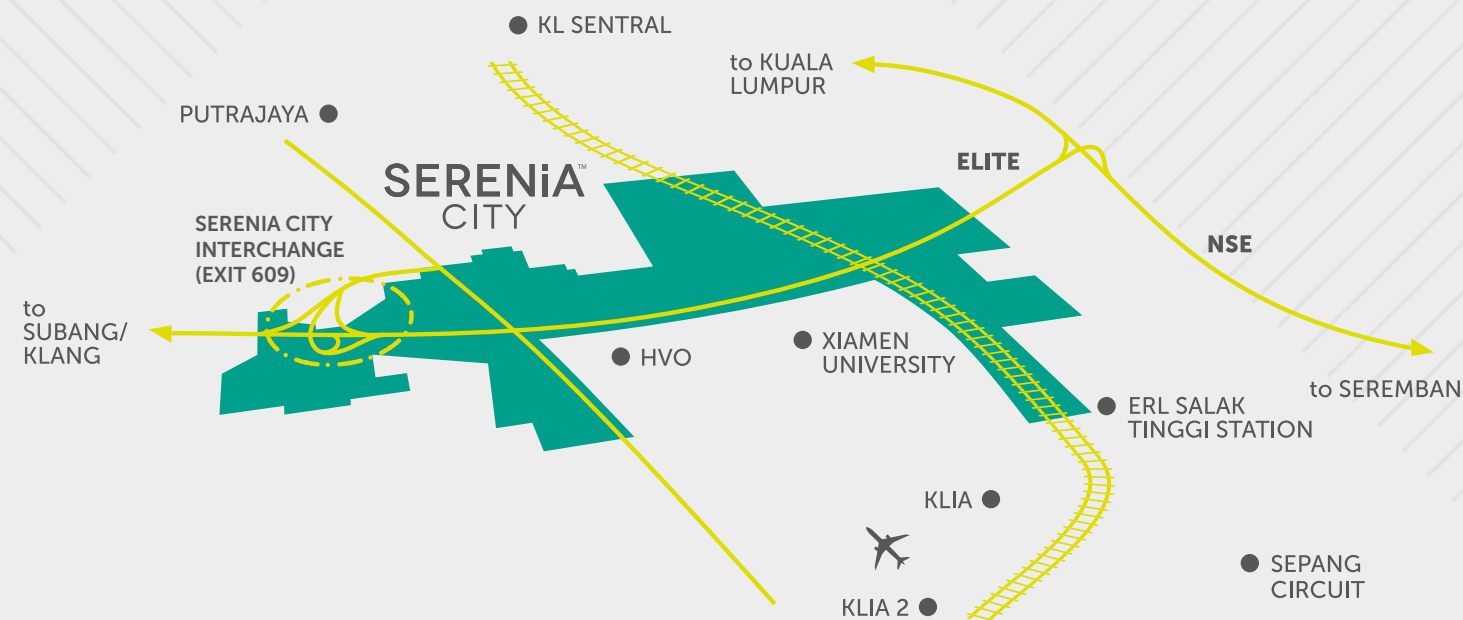 KL SENTRAL
to KUALA
LUMPUR
PUTRAJAYA
SERENiA™
CITY
ELITE
SERENIA CITY
INTERCHANGE
(EXIT 609)
NSE
to
SUBANG/
KLANG
HVO
XIAMEN
UNIVERSITY
to SEREMBAN
ERL SALAK
TINGGI STATION
KLIA
SEPANG
CIRCUIT
KLIA 2